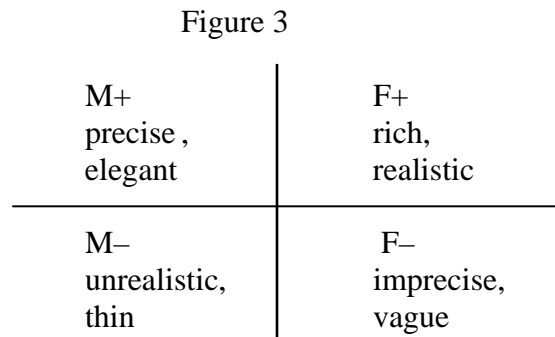 Figure 3
M+
precise ,
elegant
F+
rich,
realistic
M–
unrealistic,
thin
F–
imprecise,
vague